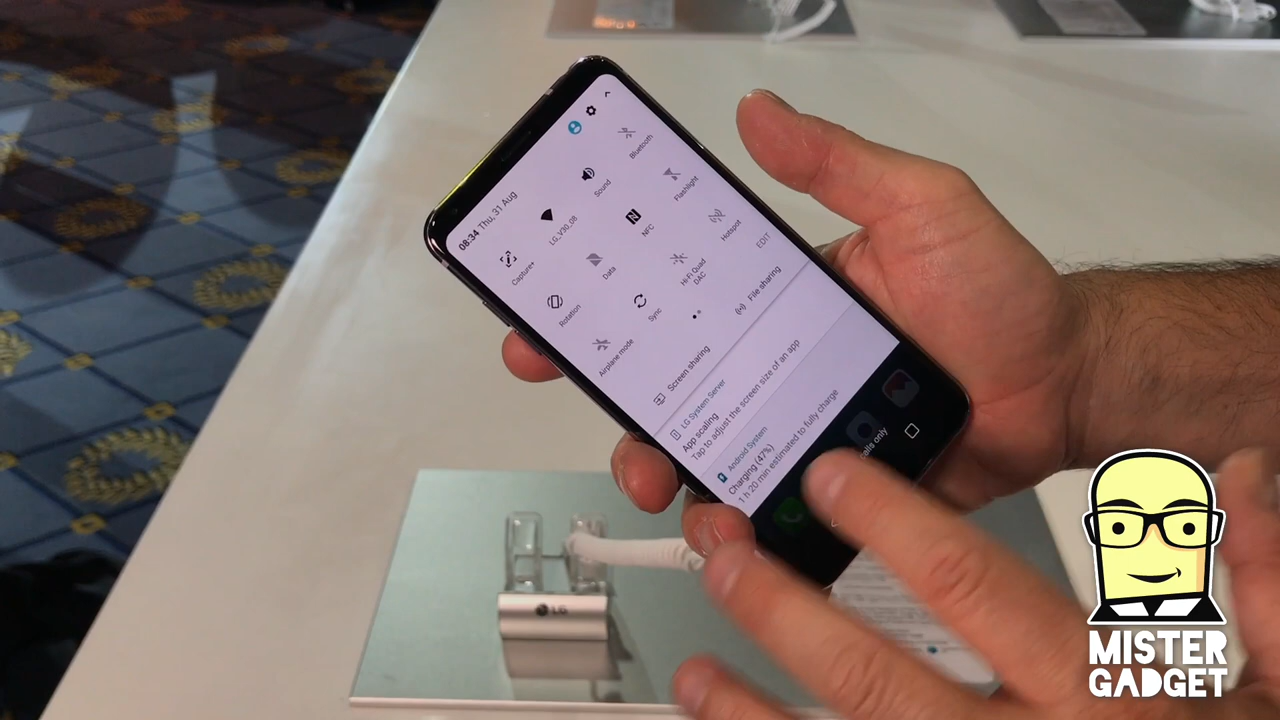 08:34 Thu, 31 Aug
Capture+
LG_V30_08
Sound
Bluetooth
Rotation
Data
NFC
Flashlight
Airplane mode
Sync
Hi-Fi Quad
DAC
Hotspot
EDIT
Screen sharing
File sharing
LG System Server
App scaling
Tap to adjust the screen size of an app
Android System
Charging (47%)
1 h 20 min estimated to fully charge
calls only
LG
MISTER
GADGET